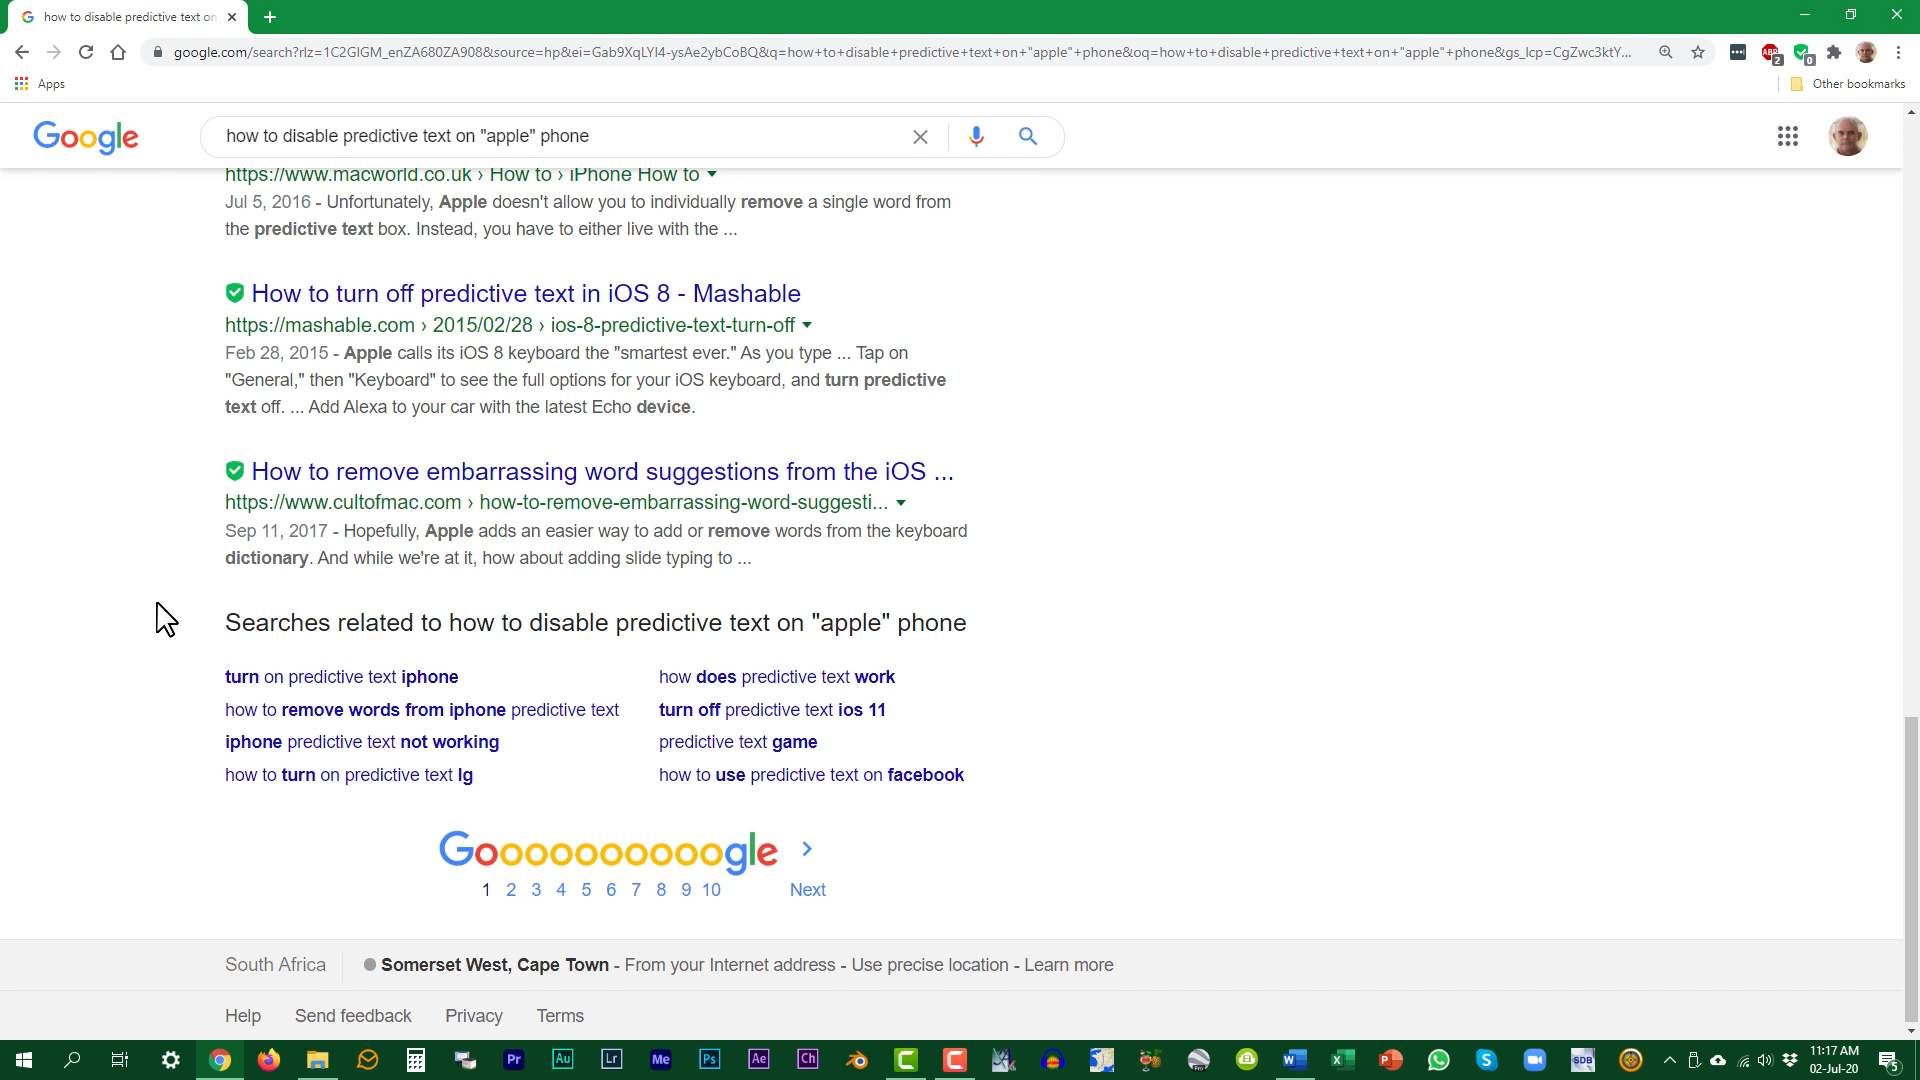 how to disable predictive text on
google.com/search?rlz=1C2GIGM_enZA680ZA908&source=hp&ei=Gab9XqLYI4-ysAe2ybCoBQ&q=how+to+disable+predictive+text+on+"apple"+phone&oq=how+to+disable+predictive+text+on+"apple"+phone&gs_lcp=CgZwc3ktY...
ABP
2
0
Apps
Other bookmarks
Google
how to disable predictive text on "apple" phone
https://www.macworld.co.uk › How to › iPhone How to
Jul 5, 2016 - Unfortunately, Apple doesn't allow you to individually remove a single word from
the predictive text box. Instead, you have to either live with the ...
How to turn off predictive text in iOS 8 - Mashable
https://mashable.com › 2015/02/28 › ios-8-predictive-text-turn-off
Feb 28, 2015 - Apple calls its iOS 8 keyboard the "smartest ever." As you type ... Tap on
"General," then "Keyboard" to see the full options for your iOS keyboard, and turn predictive
text off. ... Add Alexa to your car with the latest Echo device.
How to remove embarrassing word suggestions from the iOS ...
https://www.cultofmac.com › how-to-remove-embarrassing-word-suggesti...
Sep 11, 2017 - Hopefully, Apple adds an easier way to add or remove words from the keyboard
dictionary. And while we're at it, how about adding slide typing to ...
Searches related to how to disable predictive text on "apple" phone
turn on predictive text iphone
how does predictive text work
how to remove words from iphone predictive text
turn off predictive text ios 11
iphone predictive text not working
predictive text game
how to turn on predictive text lg
how to use predictive text on facebook
Goooooooooogle
1 2 3 4 5 6 7 8 9 10 Next
South Africa
Somerset West, Cape Town - From your Internet address - Use precise location - Learn more
Help Send feedback Privacy Terms
Pr Au Lr Me Ps Ae Ch
SDB
11:17 AM
02-Jul-20
5